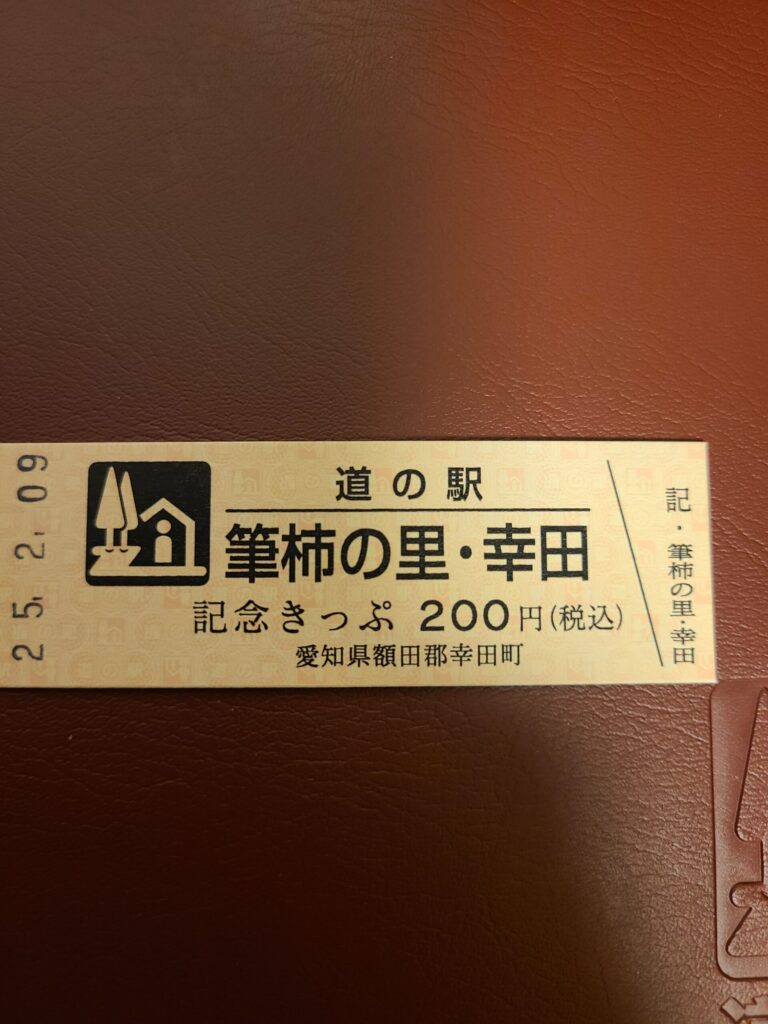 25. 2. 09
道の駅
筆柿の里・幸田
記念きっぷ 200円(税込)
愛知県額田郡幸田町
記・筆柿の里・幸田